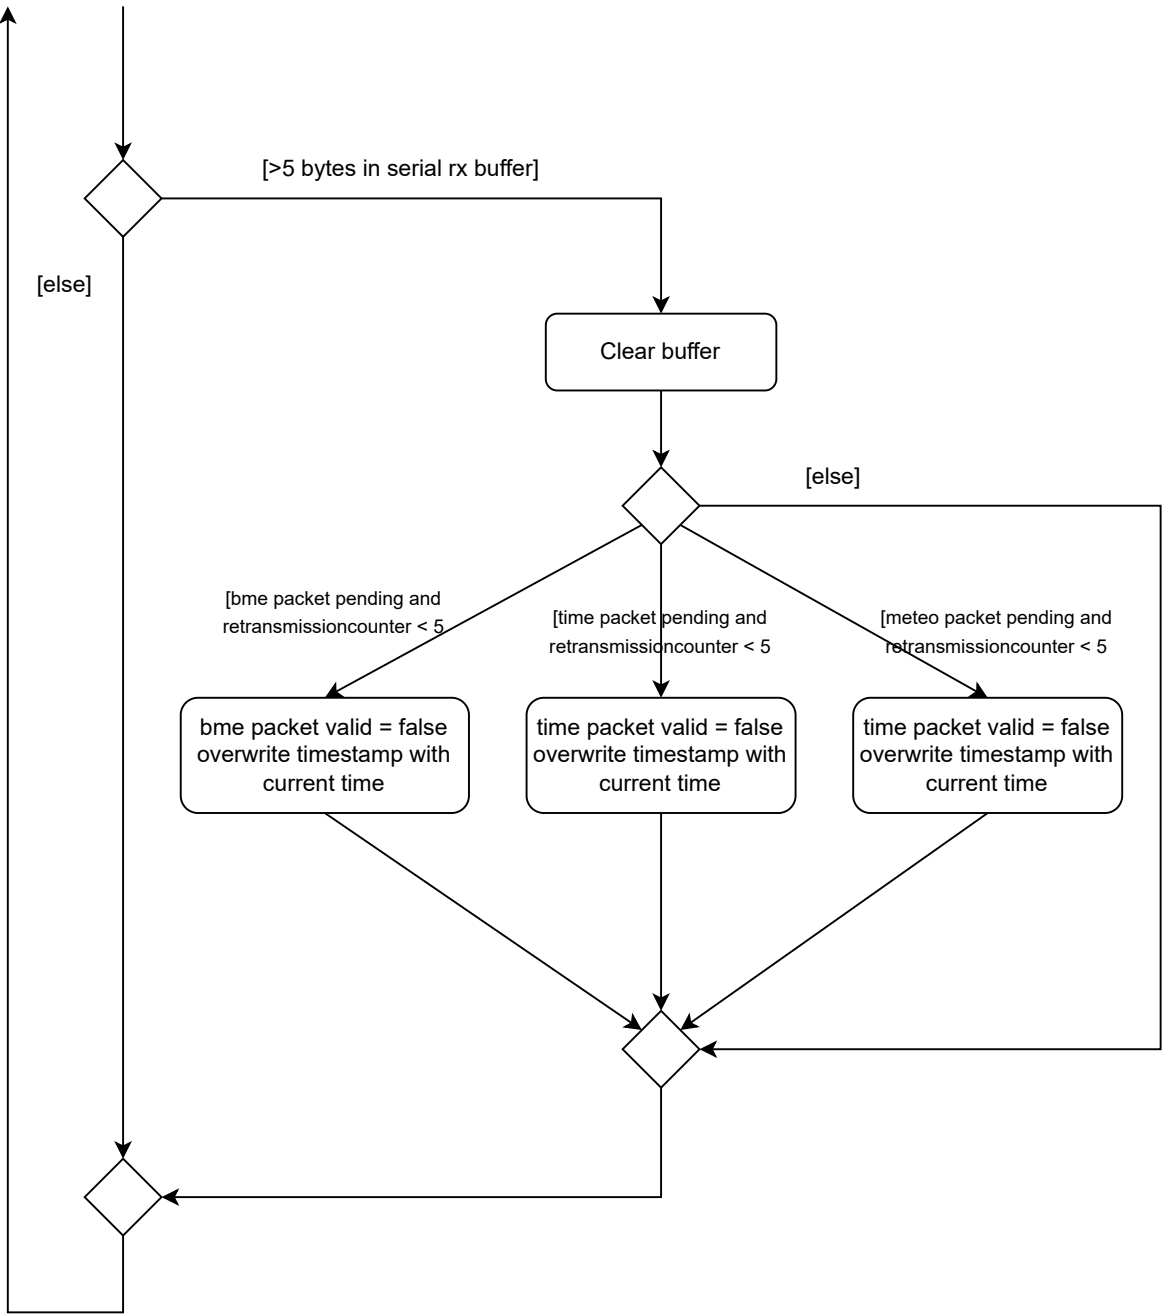 [>5 bytes in serial rx buffer]
[else]
Clear buffer
[else]
[bme packet pending and
retransmissioncounter < 5
[time packet pending and
retransmissioncounter < 5
[meteo packet pending and
retransmissioncounter < 5
bme packet valid = false
overwrite timestamp with
current time
time packet valid = false
overwrite timestamp with
current time
time packet valid = false
overwrite timestamp with
current time